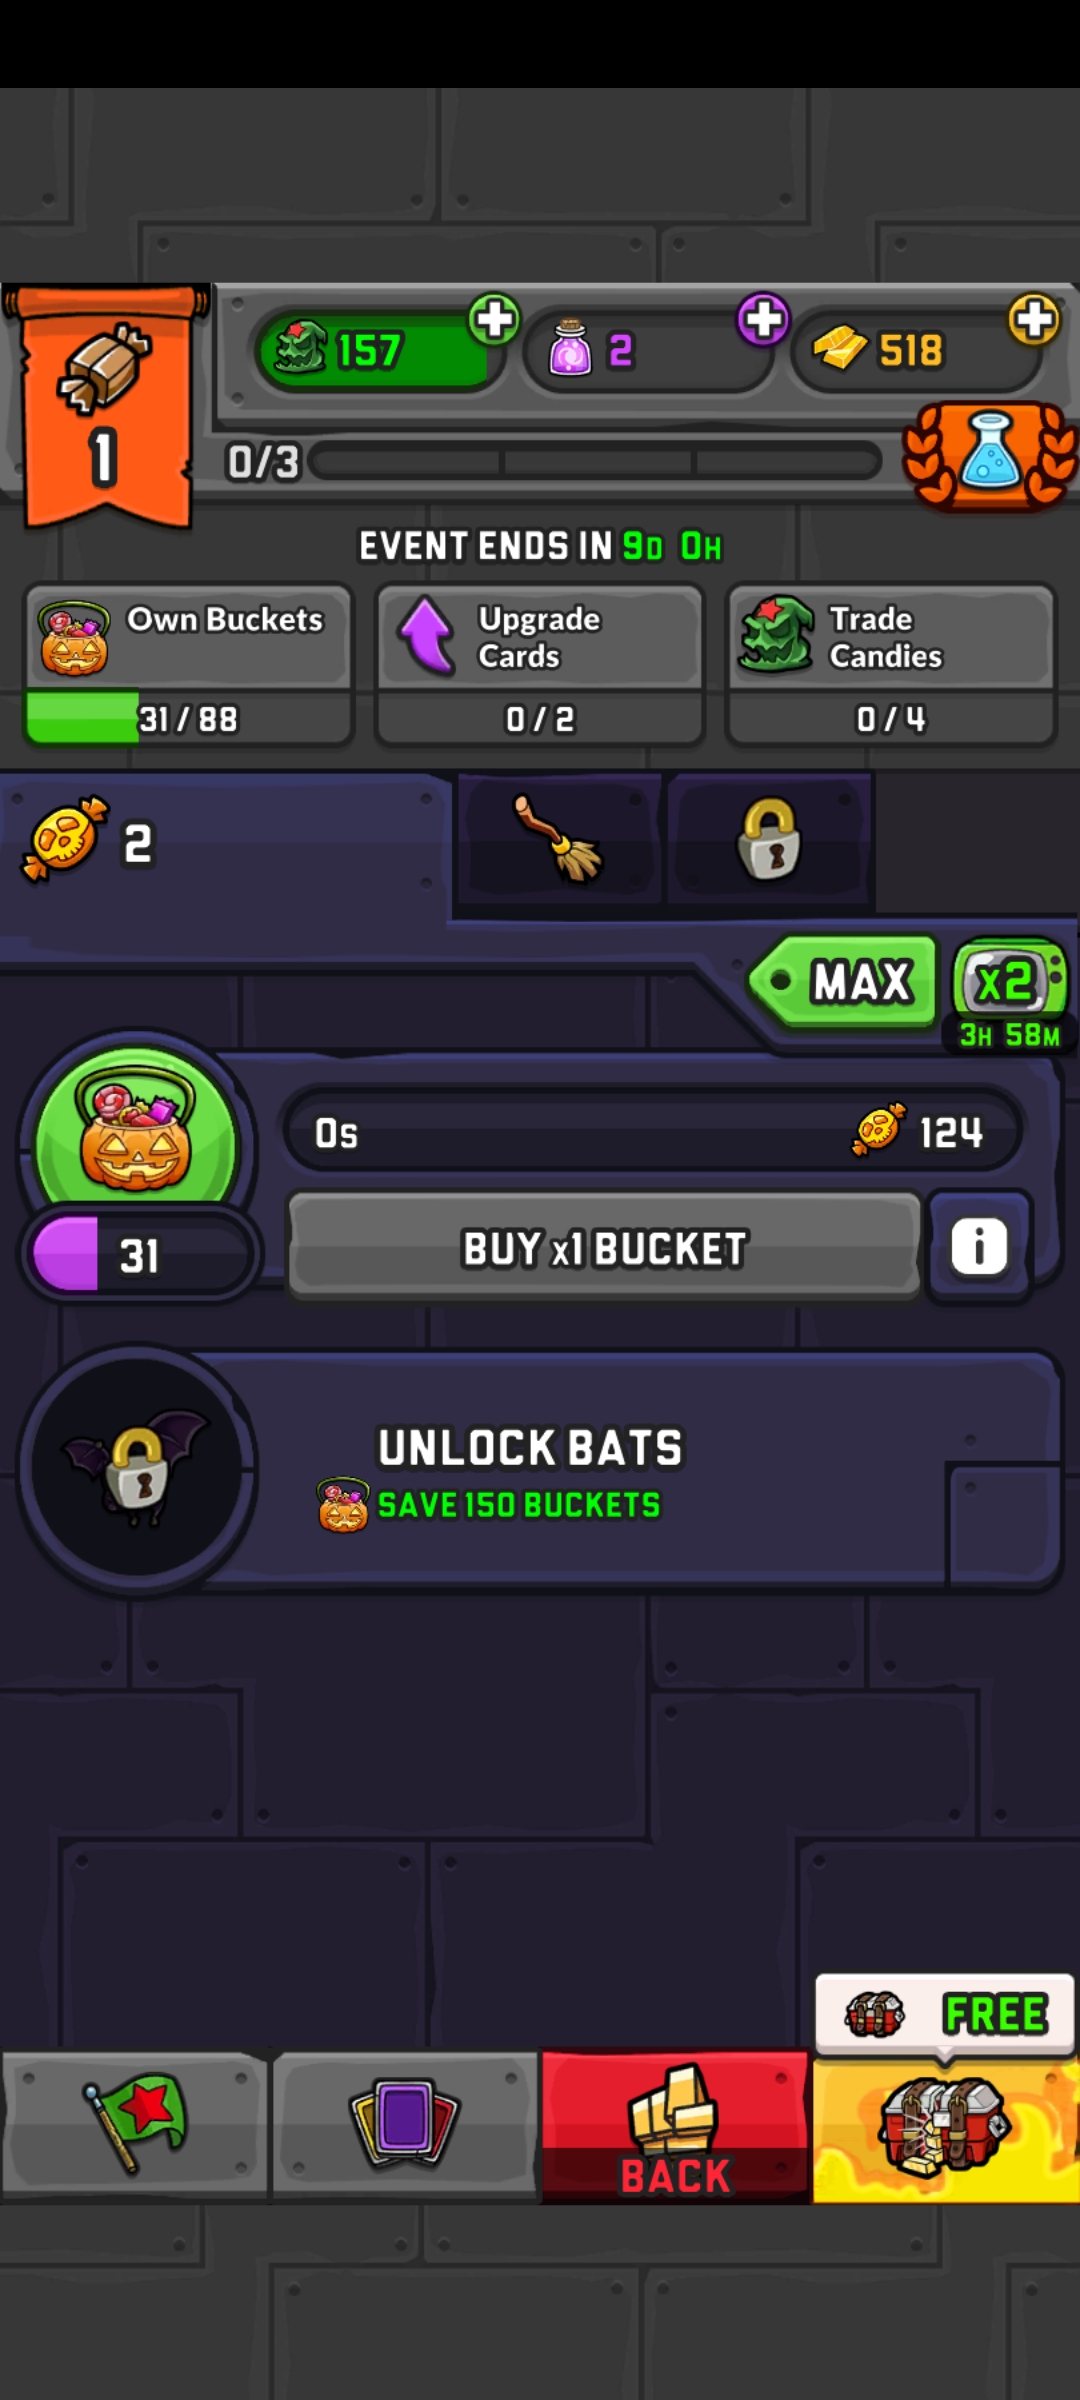 157
2
518
1
0/3
EVENT ENDS IN 9D 0H
Own Buckets
31 / 88
Upgrade
Cards
0 / 2
Trade
Candies
0 / 4
2
MAX
x2
3H 58M
0s
124
31
BUY x1 BUCKET
i
UNLOCK BATS
SAVE 150 BUCKETS
FREE
BACK